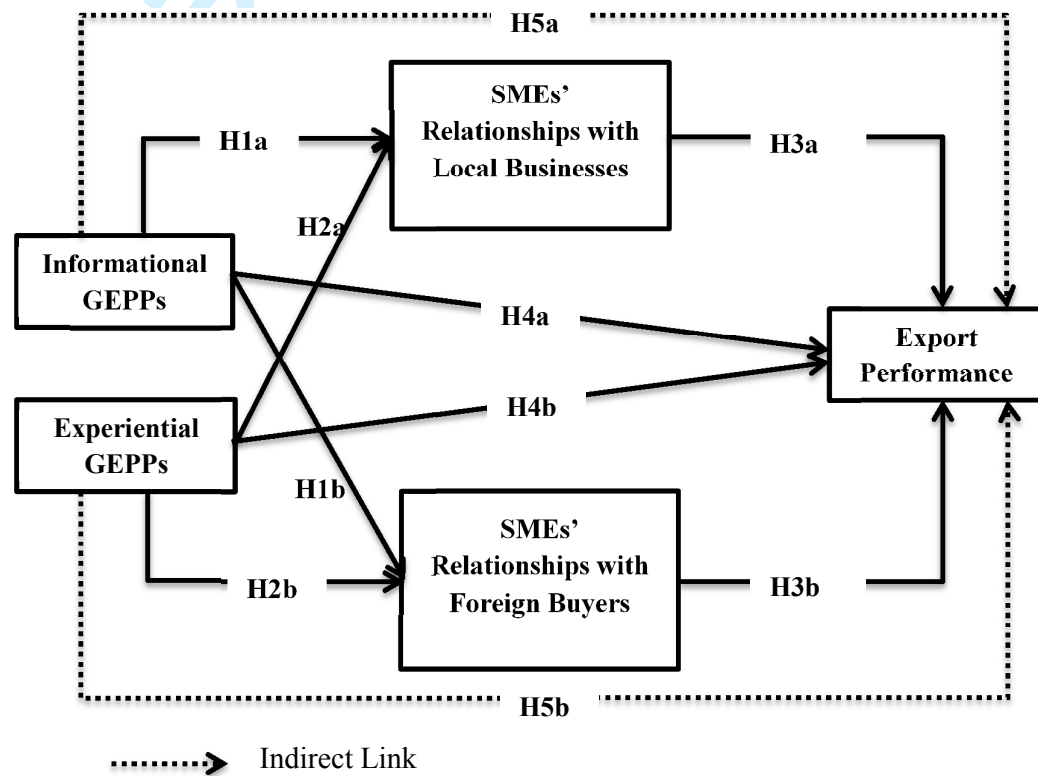 H5a
SMEs’
Relationships with
Local Businesses
H1a
H3a
H2a
Informational
GEPPs
H4a
Export
Performance
Experiential
GEPPs
H4b
H1b
SMEs’
Relationships with
Foreign Buyers
H2b
H3b
H5b
Indirect Link